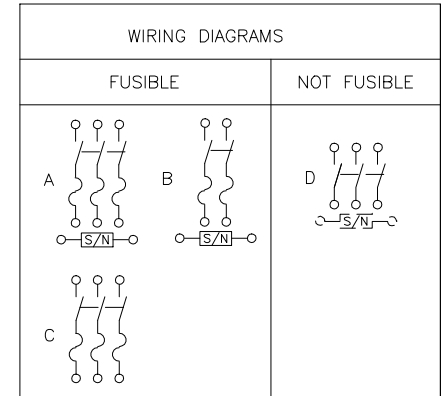 WIRING DIAGRAMS
FUSIBLE NOT FUSIBLE
A B D
S/N S/N S/N
C